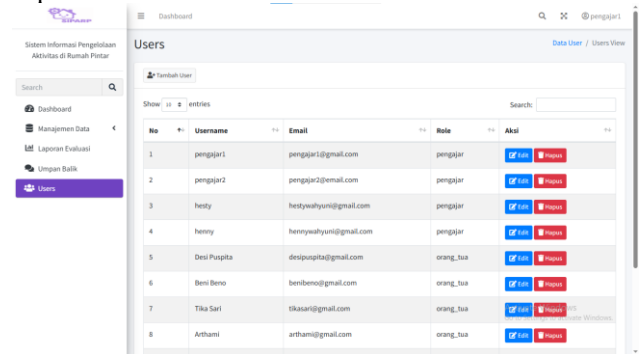 SIPARP
Dashboard
pengajar1
Sistem Informasi Pengelolaan
Aktivitas di Rumah Pintar
Users
Data User / Users View
Tambah User
Search
Show 10 entries
Search:
Dashboard
Manajemen Data
Laporan Evaluasi
Umpan Balik
Users
No Username Email Role Aksi
1 pengajar1 pengajar1@gmail.com pengajar Edit Hapus
2 pengajar2 pengajar2@email.com pengajar Edit Hapus
3 hesty hestywahyuni@gmail.com pengajar Edit Hapus
4 henny hennywahyuni@gmail.com pengajar Edit Hapus
5 Desi Puspita desipuspita@gmail.com orang_tua Edit Hapus
6 Beni Beno benibeno@gmail.com orang_tua Edit Hapus
7 Tika Sari tikasari@gmail.com orang_tua Edit Hapus
8 Arthami arthami@gmail.com orang_tua Edit Hapus